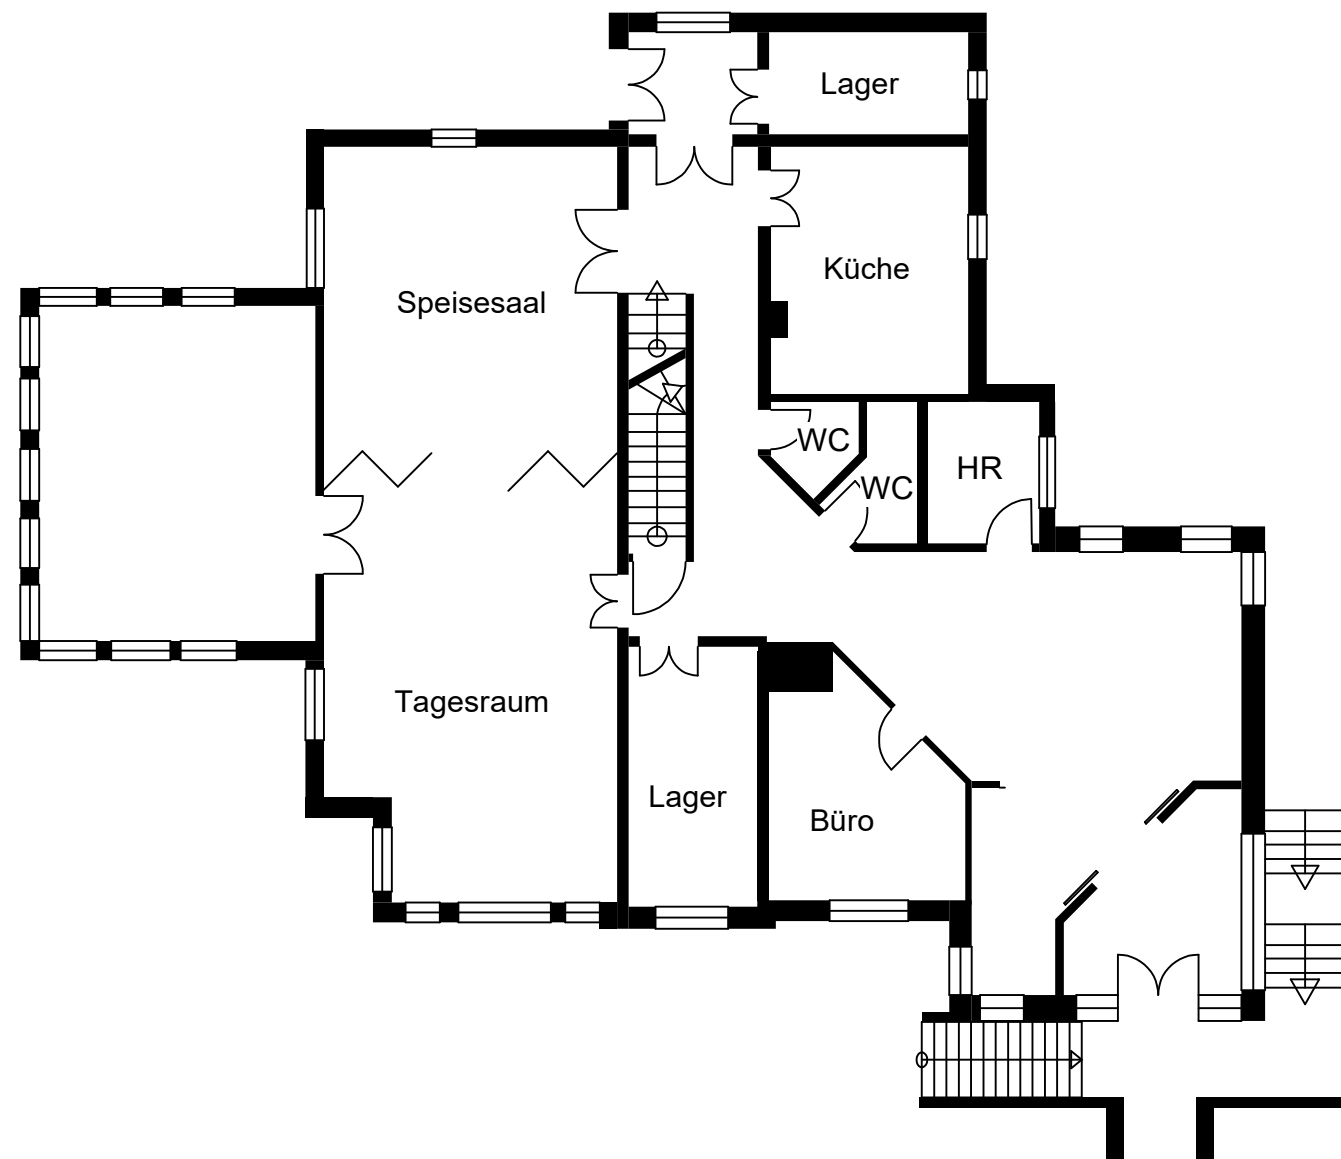 Lager
Küche
Speisesaal
WC
HR
WC
Tagesraum
Lager
Büro